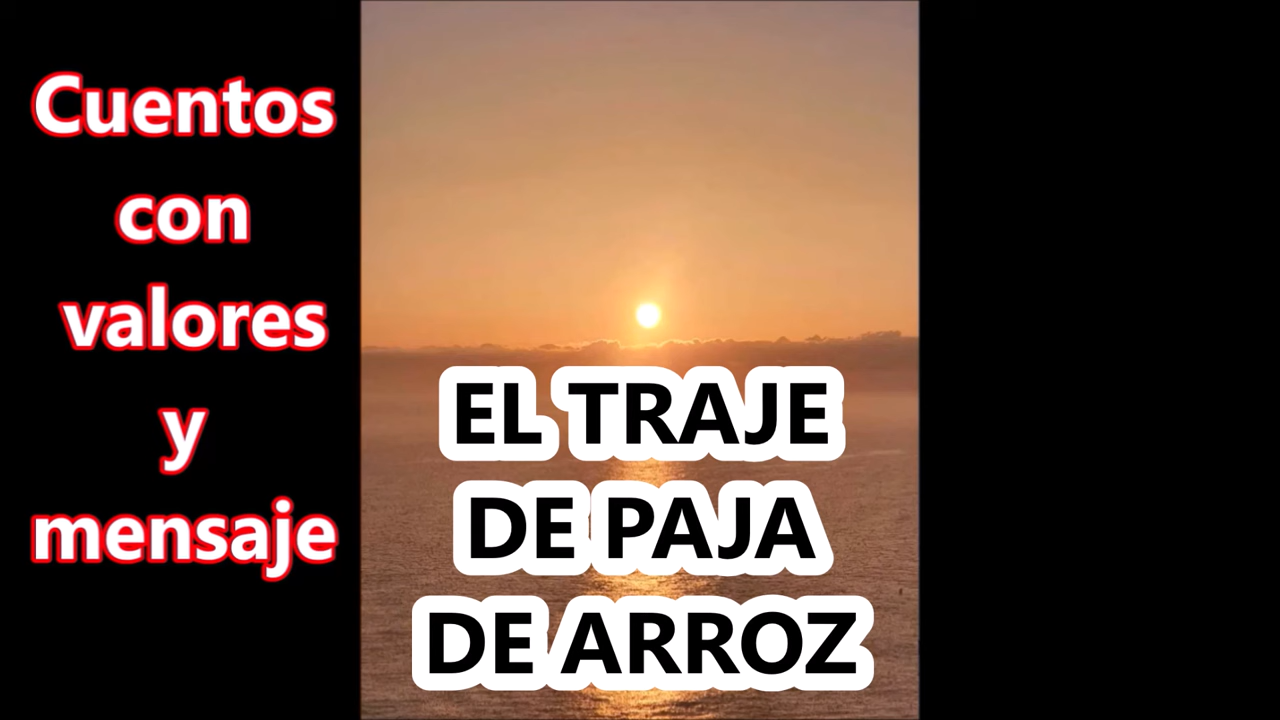 Cuentos
con
valores
y
mensaje
EL TRAJE
DE PAJA
DE ARROZ